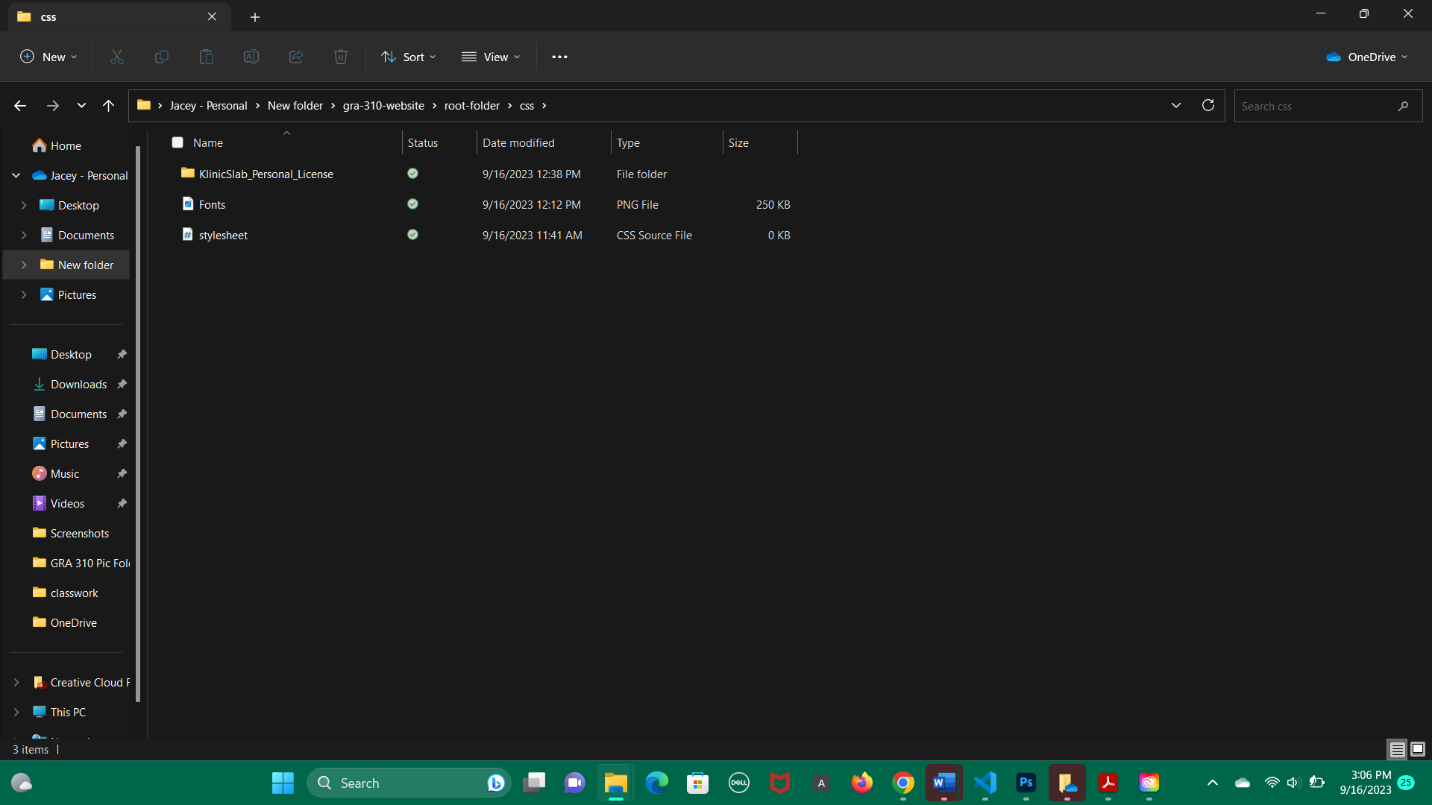 css
New
Sort
View
OneDrive
Jacey - Personal
New folder
gra-310-website
root-folder
css
Search css
Name
Status
Date modified
Type
Size
KlinicSlab_Personal_License
9/16/2023 12:38 PM
File folder
Fonts
9/16/2023 12:12 PM
PNG File
250 KB
stylesheet
9/16/2023 11:41 AM
CSS Source File
0 KB
Home
Jacey - Personal
Desktop
Documents
New folder
Pictures
Desktop
Downloads
Documents
Pictures
Music
Videos
Screenshots
GRA 310 Pic Fol
classwork
OneDrive
Creative Cloud F
This PC
3 items
Search
DELL
A
W
Ps
3:06 PM
9/16/2023
25